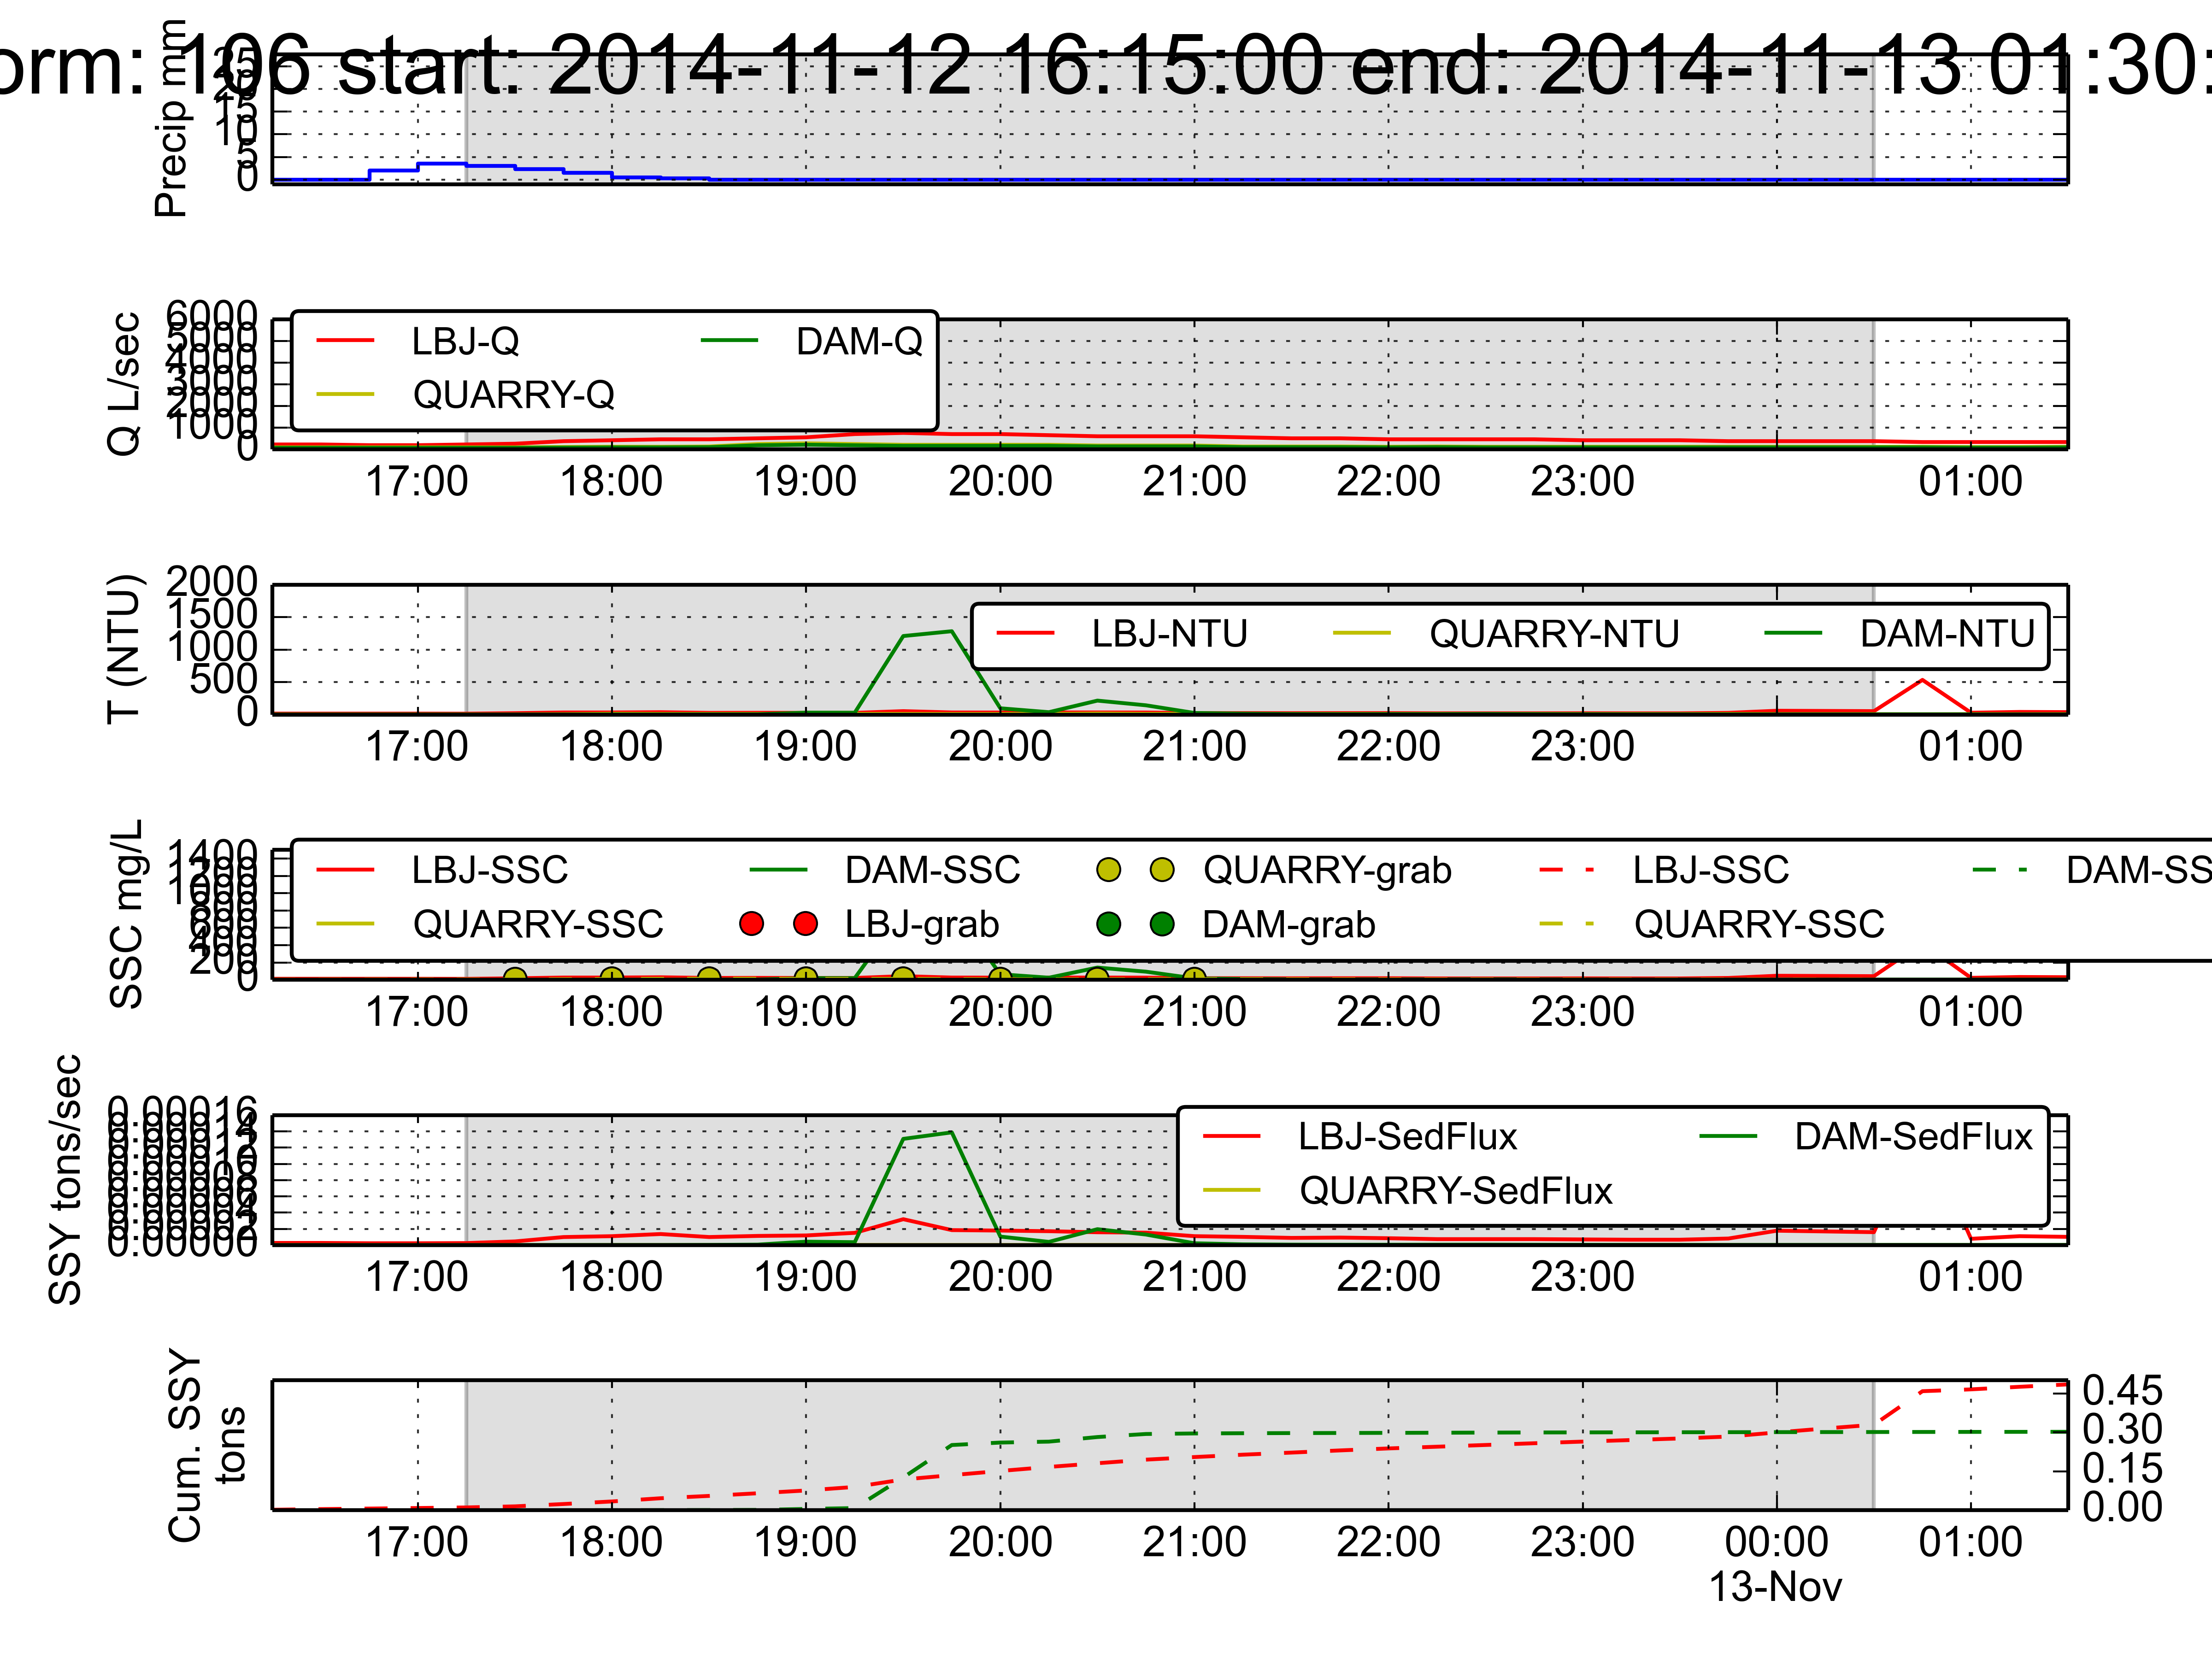 orm: 106 start: 2014-11-12 16:15:00 end: 2014-11-13 01:30:
Precip mm
25
20
15
10
5
0
Q L/sec
6000
5000
4000
3000
2000
1000
0
LBJ-Q DAM-Q
QUARRY-Q
17:00 18:00 19:00 20:00 21:00 22:00 23:00 01:00
T (NTU)
2000
1500
1000
500
0
LBJ-NTU QUARRY-NTU DAM-NTU
17:00 18:00 19:00 20:00 21:00 22:00 23:00 01:00
SSC mg/L
1400
1200
1000
800
600
400
200
0
LBJ-SSC DAM-SSC QUARRY-grab LBJ-SSC DAM-SS
QUARRY-SSC LBJ-grab DAM-grab QUARRY-SSC
17:00 18:00 19:00 20:00 21:00 22:00 23:00 01:00
SSY tons/sec
0.00016
0.00014
0.00012
0.00010
0.00008
0.00006
0.00004
0.00002
0.00000
LBJ-SedFlux DAM-SedFlux
QUARRY-SedFlux
17:00 18:00 19:00 20:00 21:00 22:00 23:00 01:00
Cum. SSY
tons
0.45
0.30
0.15
0.00
17:00 18:00 19:00 20:00 21:00 22:00 23:00 00:00 01:00
13-Nov